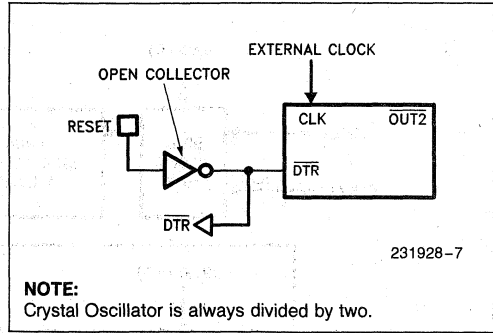 EXTERNAL CLOCK
OPEN COLLECTOR
CLK
OUT2
RESET
DTR
DTR
231928-7
NOTE:
Crystal Oscillator is always divided by two.